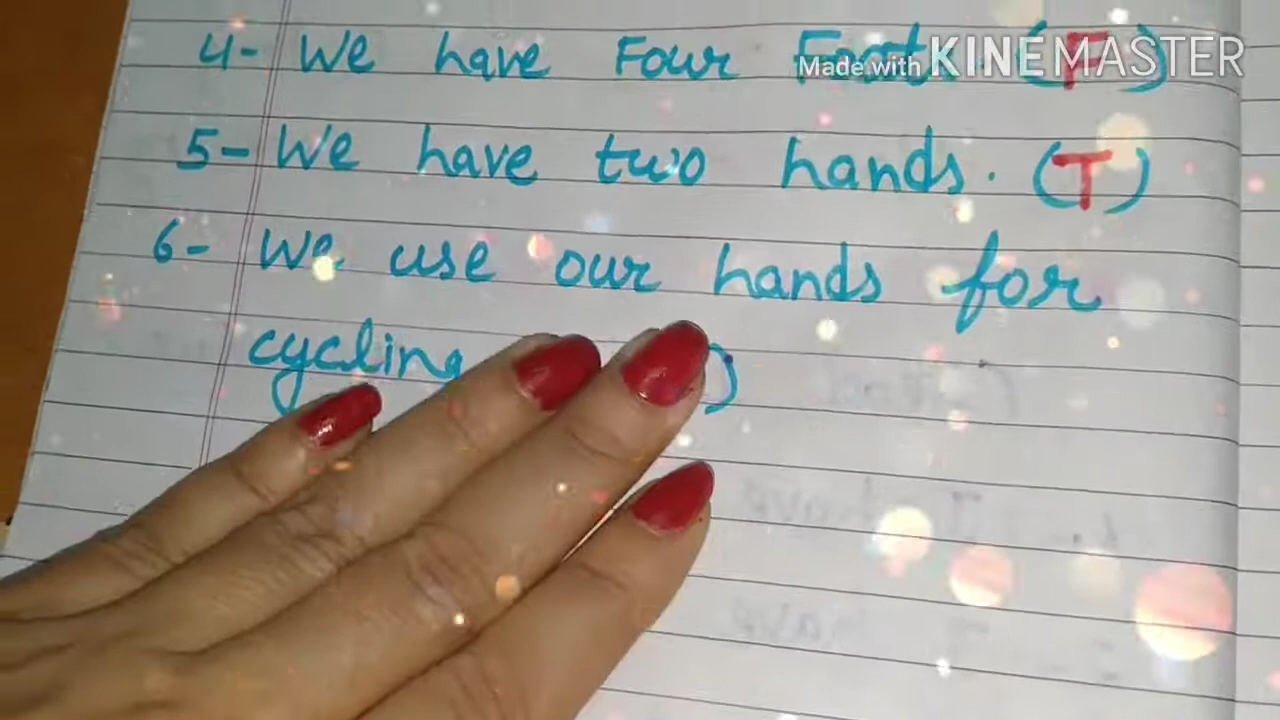 4- We have Four Foot. (F)
Made with KINEMASTER
5- We have two hands. (T)
6- We use our hands for
cycling )